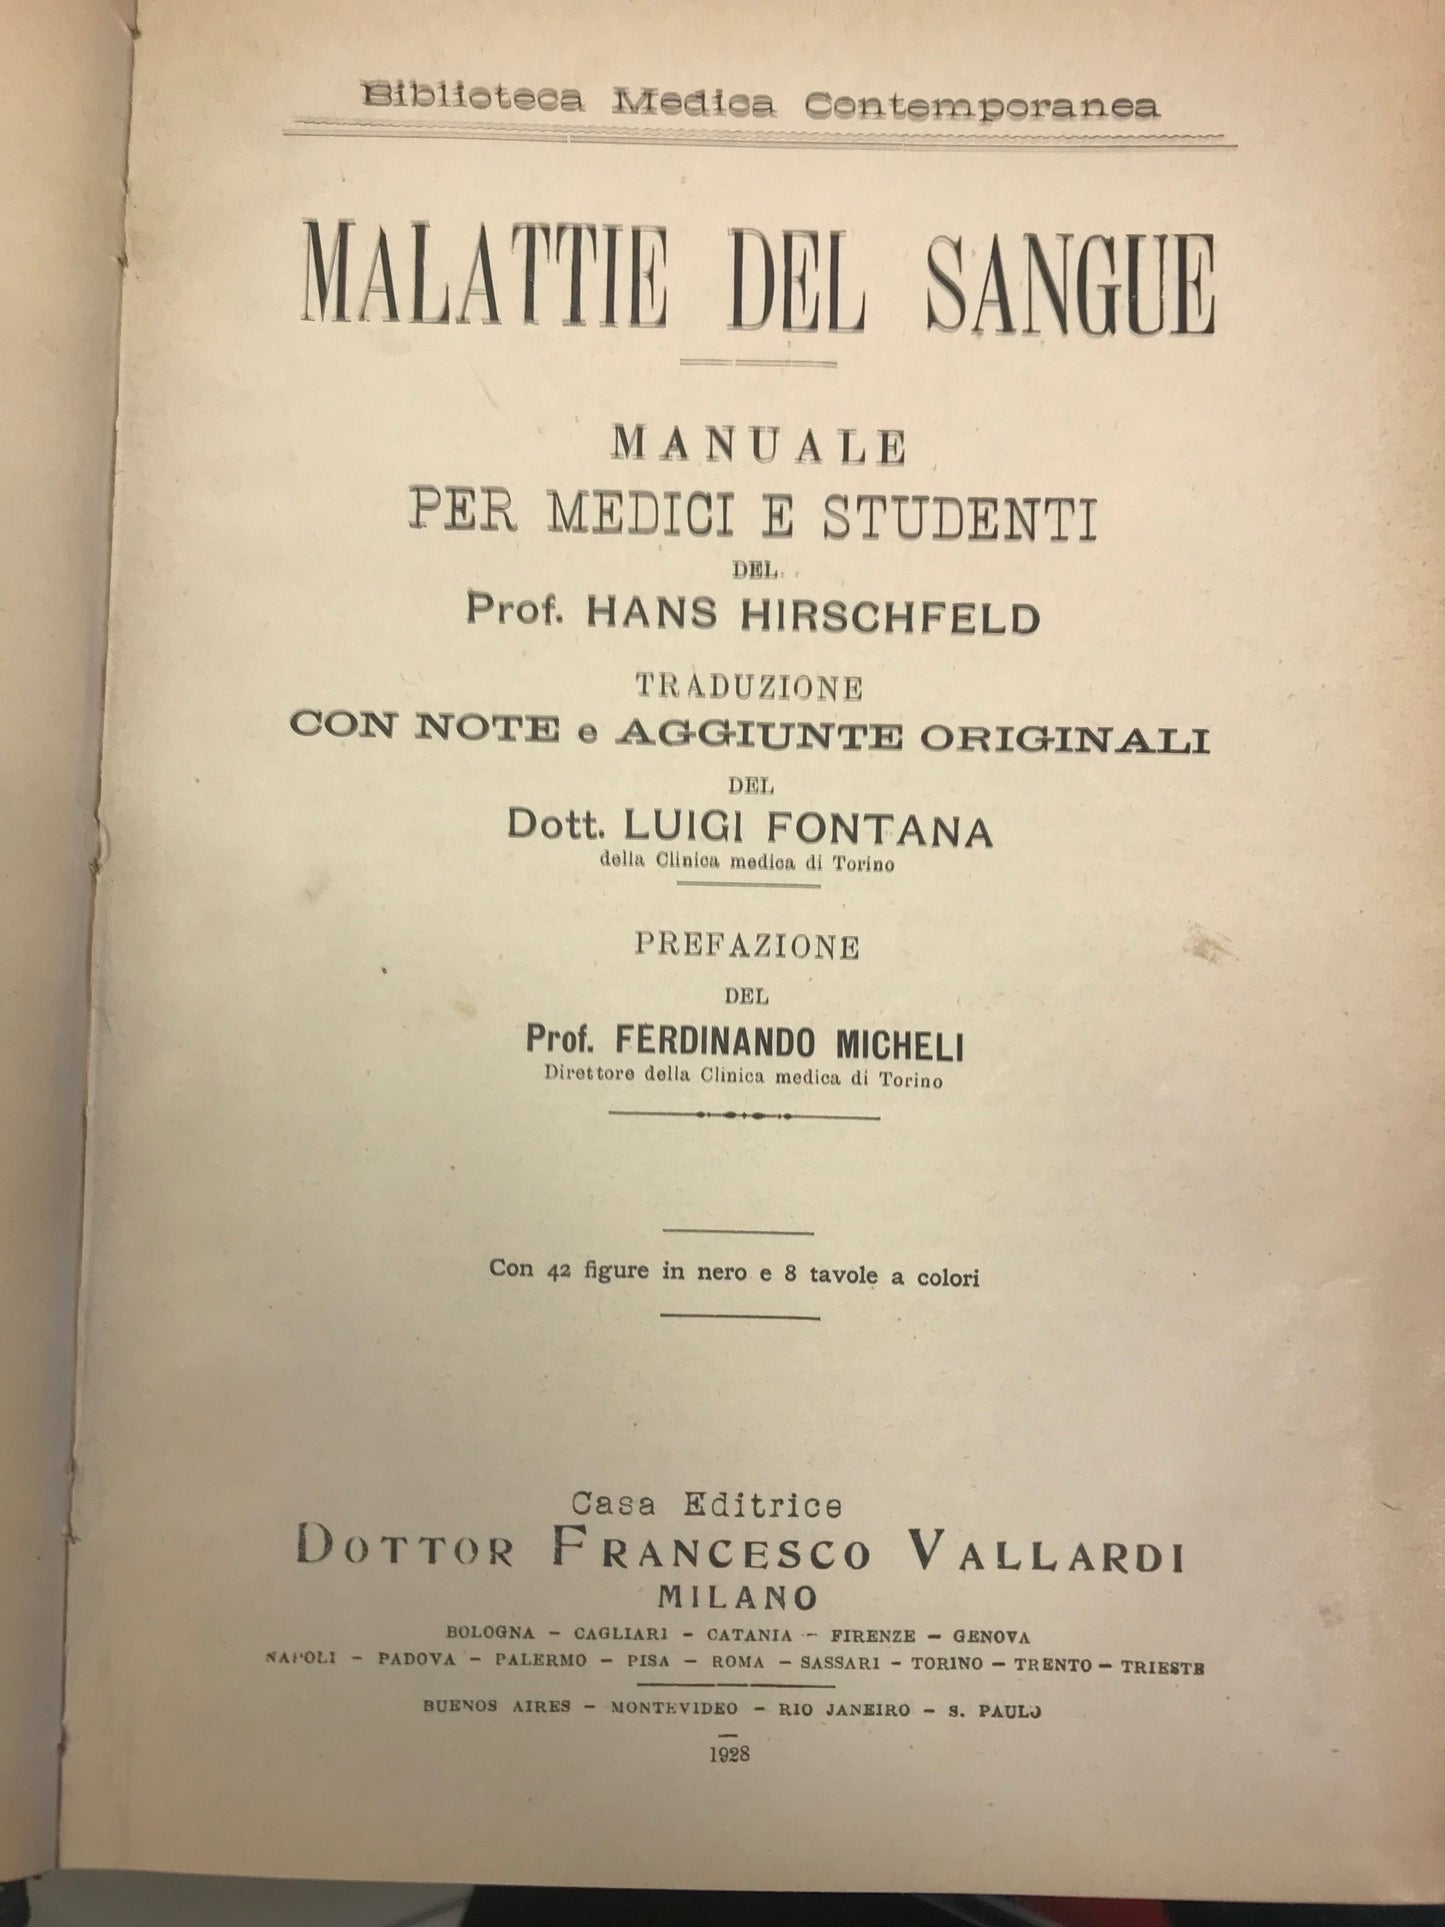 Biblioteca Medica Contemporanea
MALATTIE DEL SANGUE
MANUALE
PER MEDICI E STUDENTI
DEL
Prof. HANS HIRSCHFELD
TRADUZIONE
CON NOTE e AGGIUNTE ORIGINALI
DEL
Dott. LUIGI FONTANA
della Clinica medica di Torino
PREFAZIONE
DEL
Prof. FERDINANDO MICHELI
Direttore della Clinica medica di Torino
Con 42 figure in nero e 8 tavole a colori
Casa Editrice
DOTTOR FRANCESCO VALLARDI
MILANO
BOLOGNA – CAGLIARI – CATANIA – FIRENZE – GENOVA
NAPOLI – PADOVA – PALERMO – PISA – ROMA – SASSARI – TORINO – TRENTO – TRIESTE
BUENOS AIRES – MONTEVIDEO – RIO JANEIRO – S. PAULO
1928